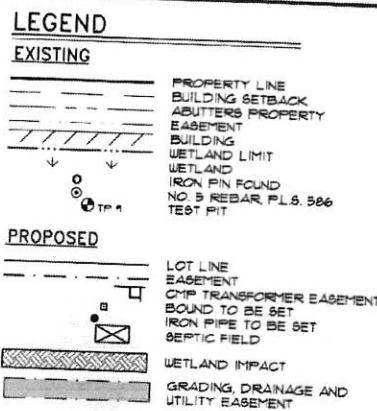 LEGEND
EXISTING
PROPERTY LINE
BUILDING SETBACK
ABUTTERS PROPERTY
EASEMENT
BUILDING
WETLAND LIMIT
WETLAND
IRON PIN FOUND
NO. 5 REBAR, P.L.S. 586
TP 9 TEST PIT
PROPOSED
LOT LINE
EASEMENT
CMP TRANSFORMER EASEMENT
BOUND TO BE SET
IRON PIPE TO BE SET
SEPTIC FIELD
WETLAND IMPACT
GRADING, DRAINAGE AND
UTILITY EASEMENT